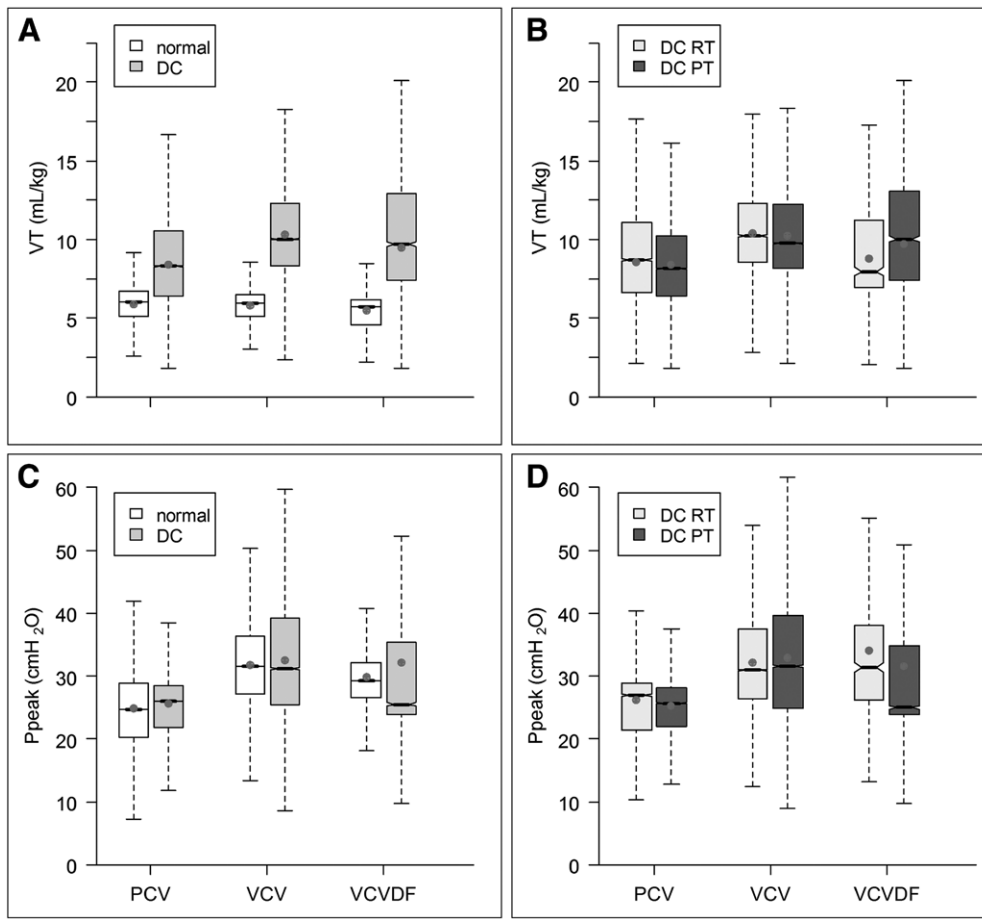 A
normal
DC
VT (mL/kg)
20
15
10
5
0
B
DC RT
DC PT
VT (mL/kg)
20
15
10
5
0
C
normal
DC
Ppeak (cmH2O)
60
50
40
30
20
10
0
PCV VCV VCVDF
D
DC RT
DC PT
Ppeak (cmH2O)
60
50
40
30
20
10
0
PCV VCV VCVDF